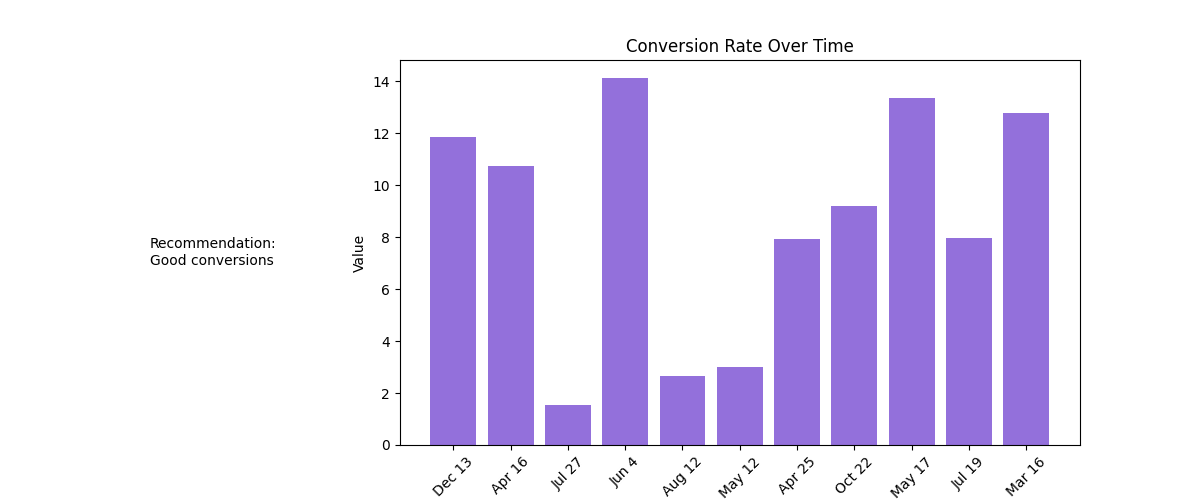 Conversion Rate Over Time
Recommendation:
Good conversions
Value
14
12
10
8
6
4
2
0
Dec 13
Apr 16
Jul 27
Jun 4
Aug 12
May 12
Apr 25
Oct 22
May 17
Jul 19
Mar 16